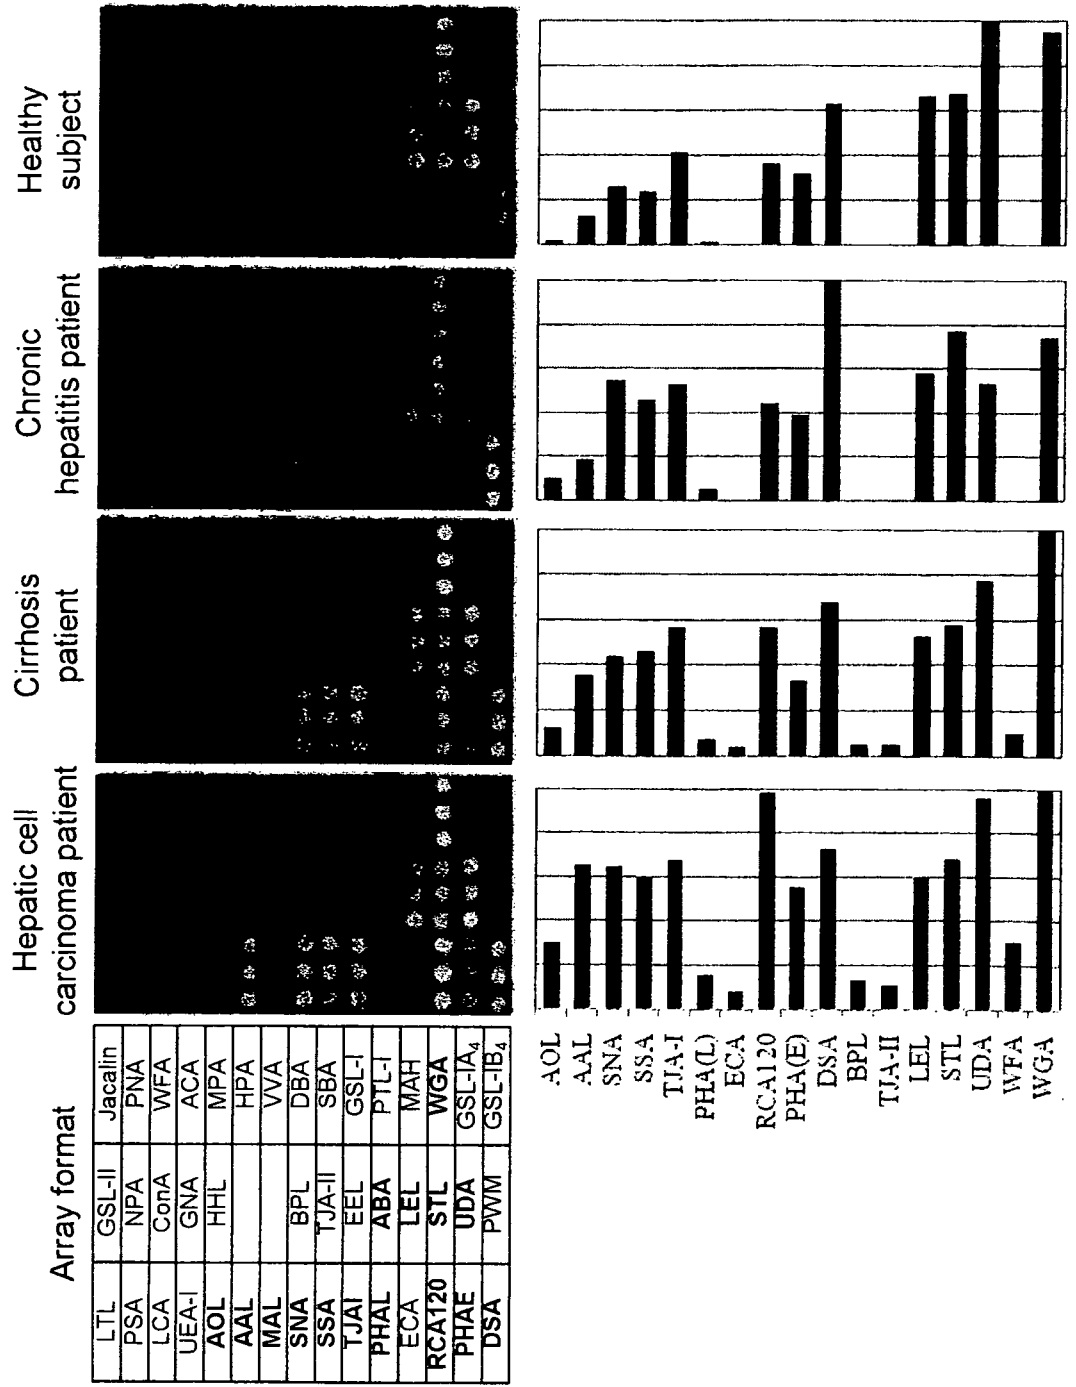 Healthy
subject
Chronic
hepatitis patient
Cirrhosis
patient
Hepatic cell
carcinoma patient
Array format
LTL GSL-II Jacalin
PSA NPA PNA
LCA ConA WFA
UEA-I GNA ACA
AOL HHL MPA
AAL HPA
MAL VVA
SNA BPL DBA
SSA TJA-II SBA
TJAI EEL GSL-I
PHAL ABA PTL-I
ECA LEL MAH
RCA120 STL WGA
PHAE UDA GSL-IA4
DSA PWM GSL-IB4
AOL
AAL
SNA
SSA
TJA-I
PHA(L)
ECA
RCA120
PHA(E)
DSA
BPL
TJA-II
LEL
STL
UDA
WFA
WGA